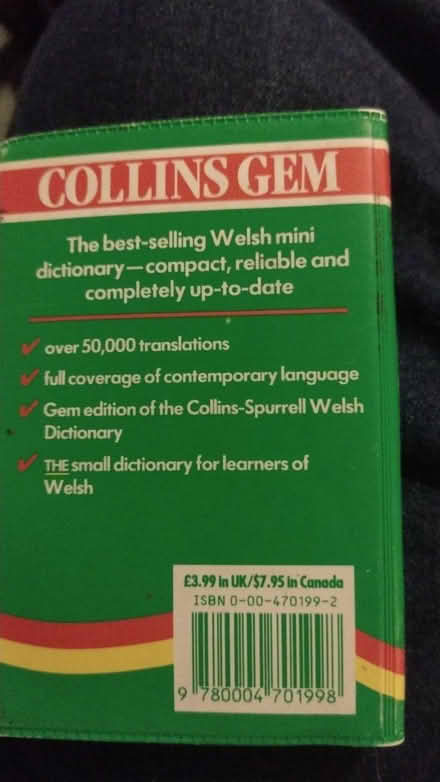 COLLINS GEM
The best-selling Welsh mini
dictionary—compact, reliable and
completely up-to-date
over 50,000 translations
full coverage of contemporary language
Gem edition of the Collins-Spurrell Welsh
Dictionary
THE small dictionary for learners of
Welsh
£3.99 in UK/$7.95 in Canada
ISBN 0-00-470199-2
9 780004 701998